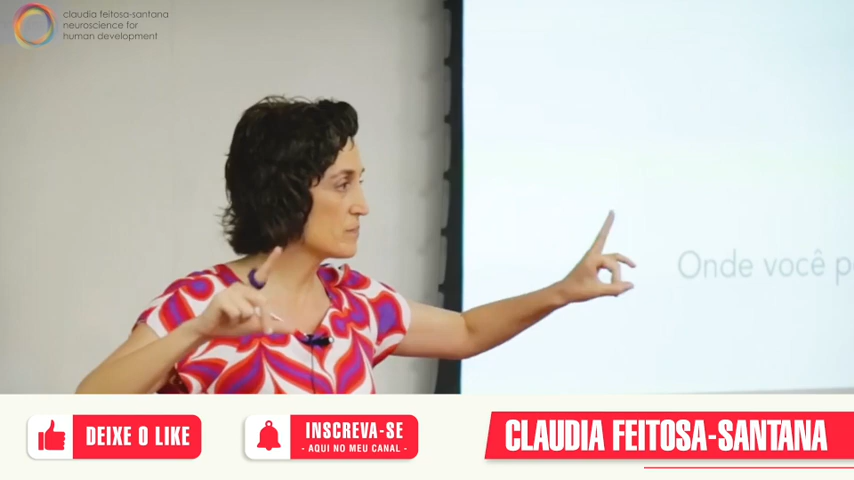 claudia feitosa-santana
neuroscience for
human development
Onde você p
DEIXE O LIKE
INSCREVA-SE
- AQUI NO MEU CANAL -
CLAUDIA FEITOSA-SANTANA